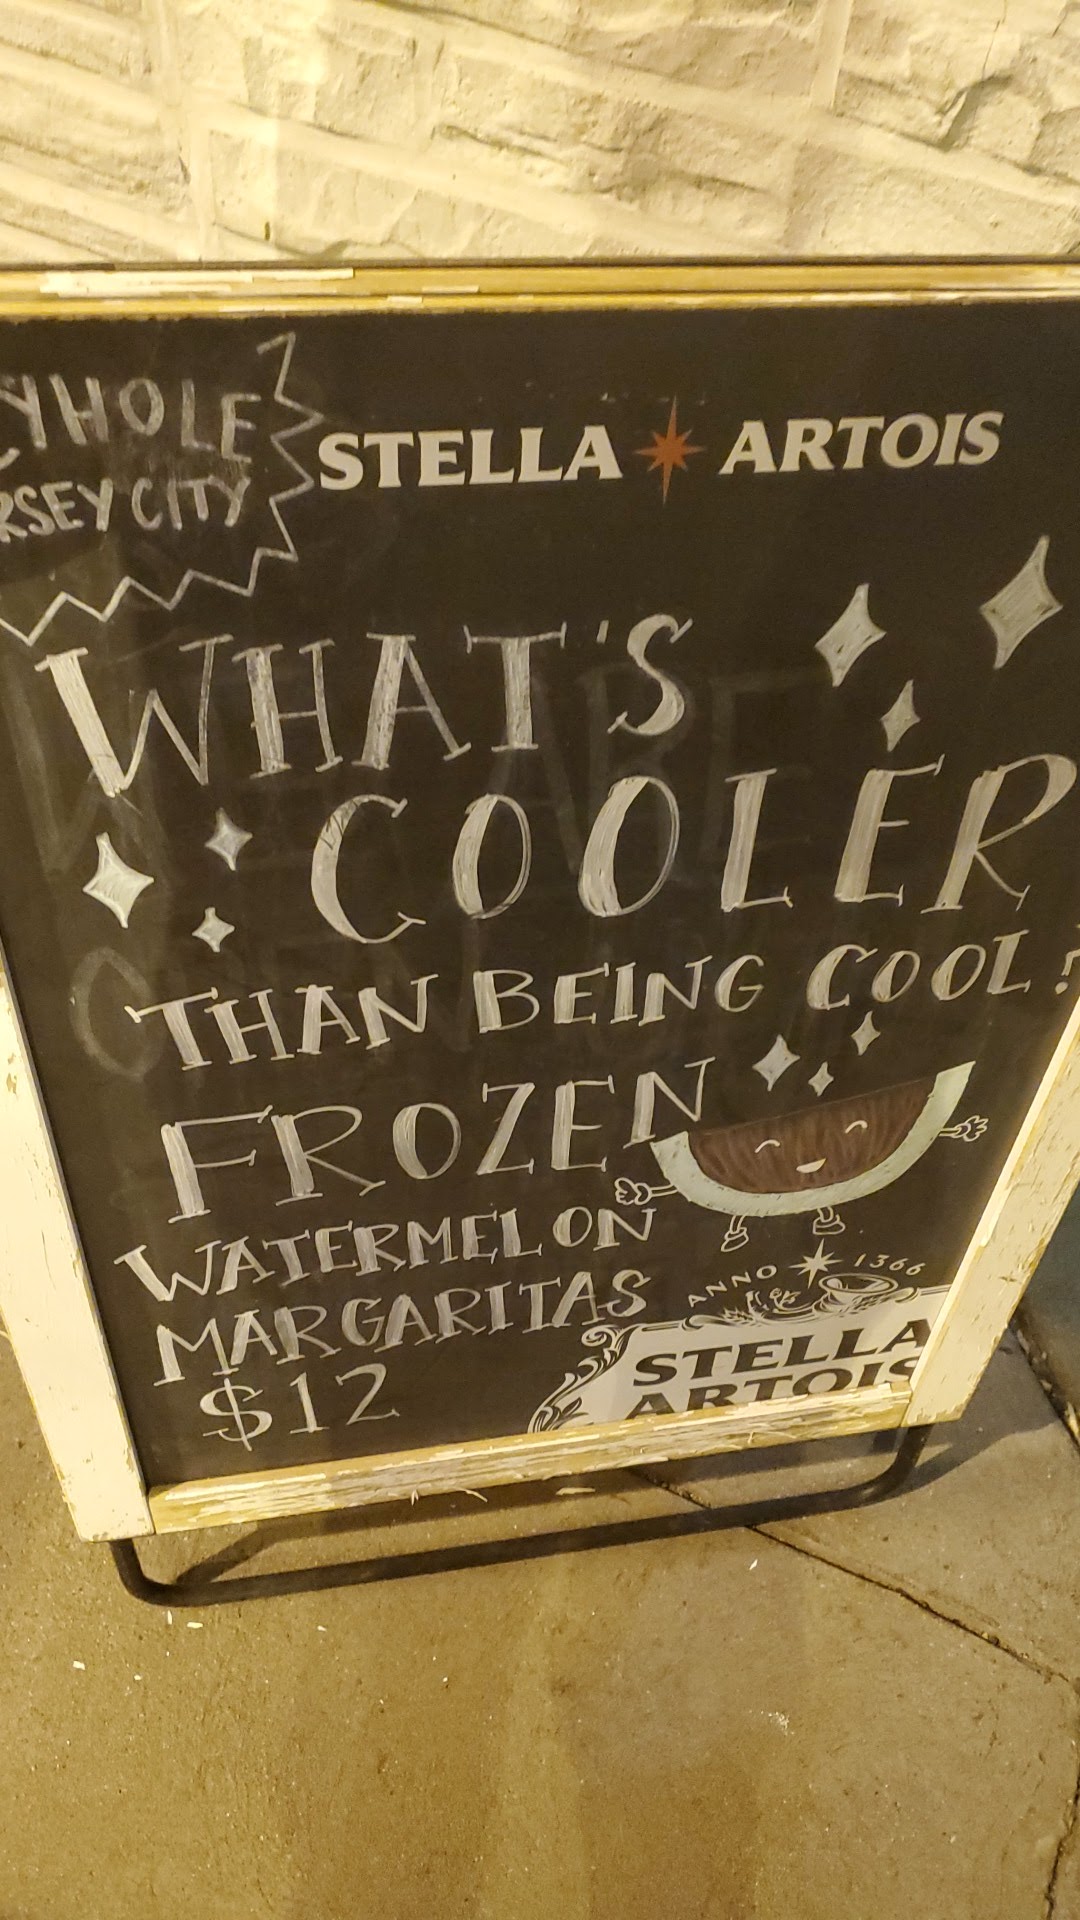 YHOLE
RSEY CITY
STELLA ARTOIS
WHAT'S
COOLER
THAN BEING COOL?
FROZEN
WATERMELON
MARGARITAS
$12
ANNO 1366
STELLA
ARTOIS